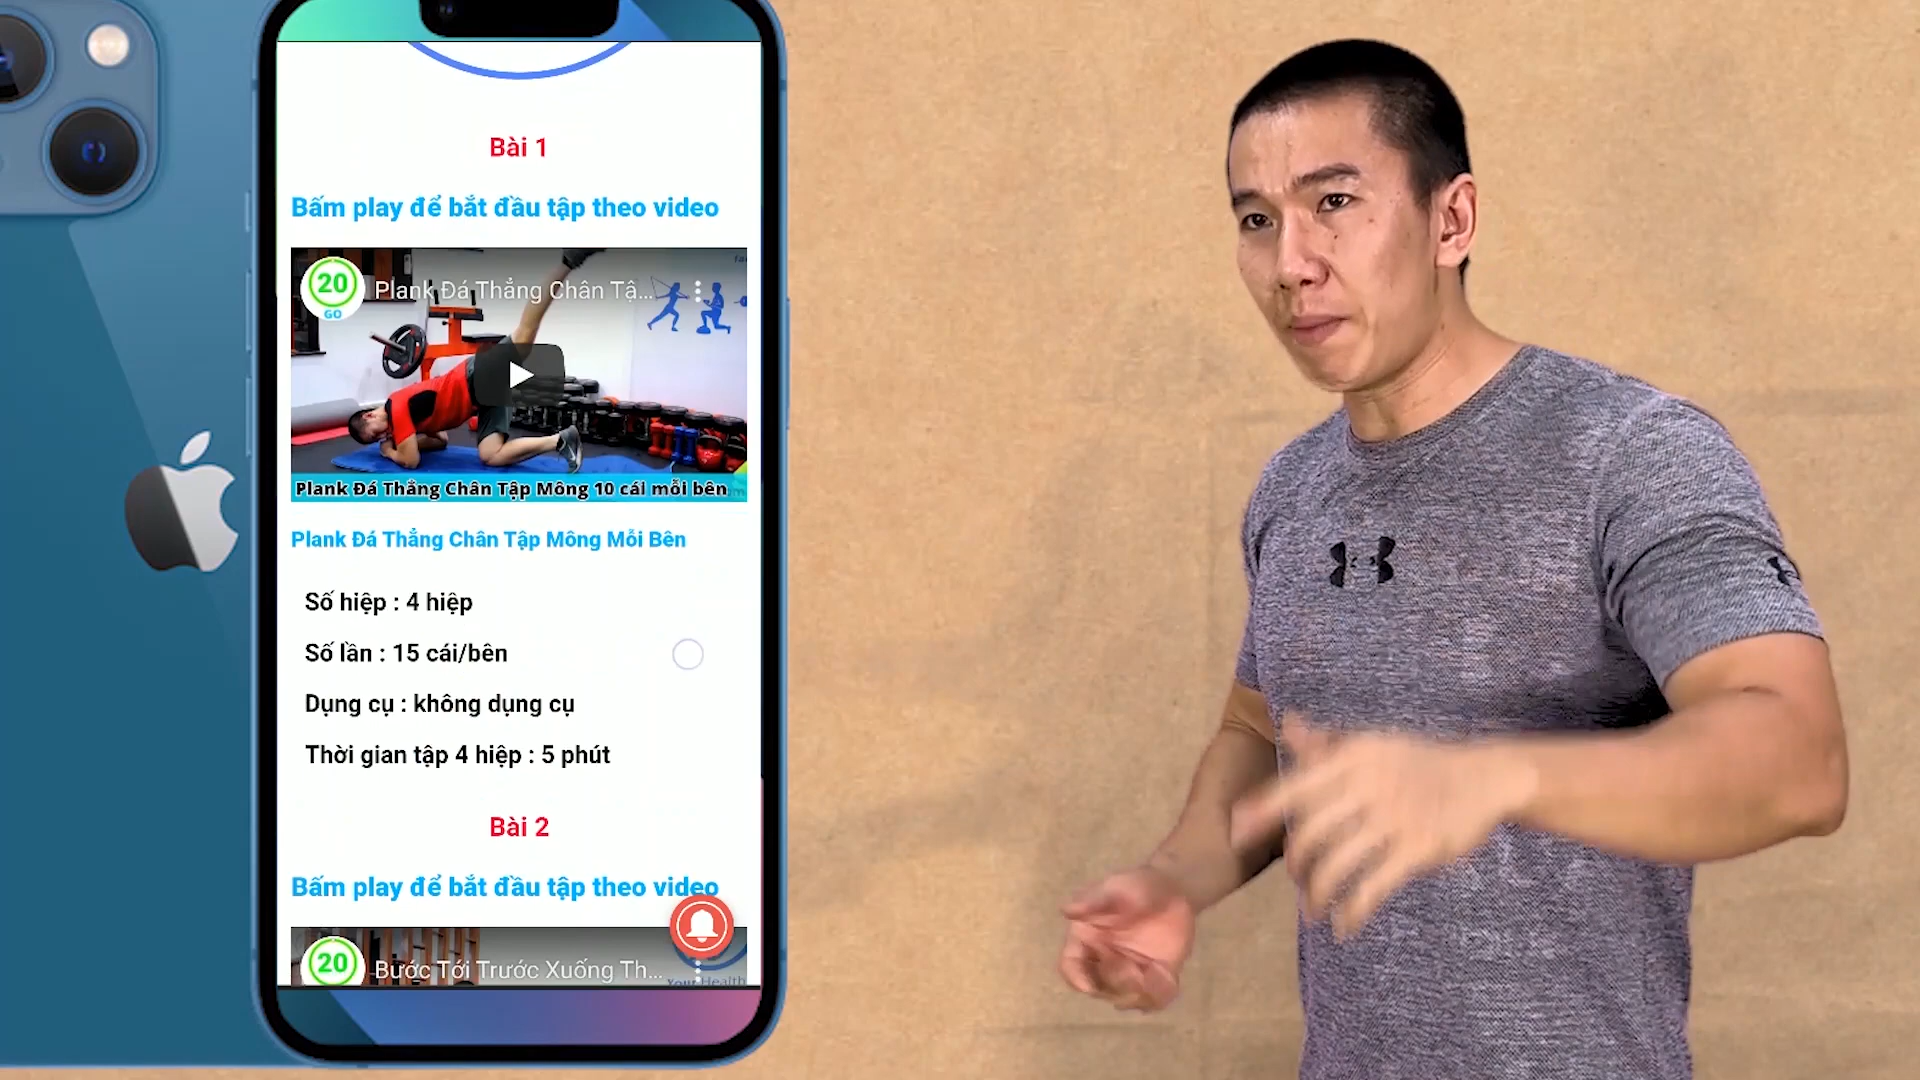 Bài 1
Bấm play để bắt đầu tập theo video
20
GO
Plank Đá Thẳng Chân Tậ...
Plank Đá Thẳng Chân Tập Mông 10 cái mỗi bên
Plank Đá Thẳng Chân Tập Mông Mỗi Bên
Số hiệp : 4 hiệp
Số lần : 15 cái/bên
Dụng cụ : không dụng cụ
Thời gian tập 4 hiệp : 5 phút
Bài 2
Bấm play để bắt đầu tập theo video
20
Bước Tới Trước Xuống Th...
Your Health